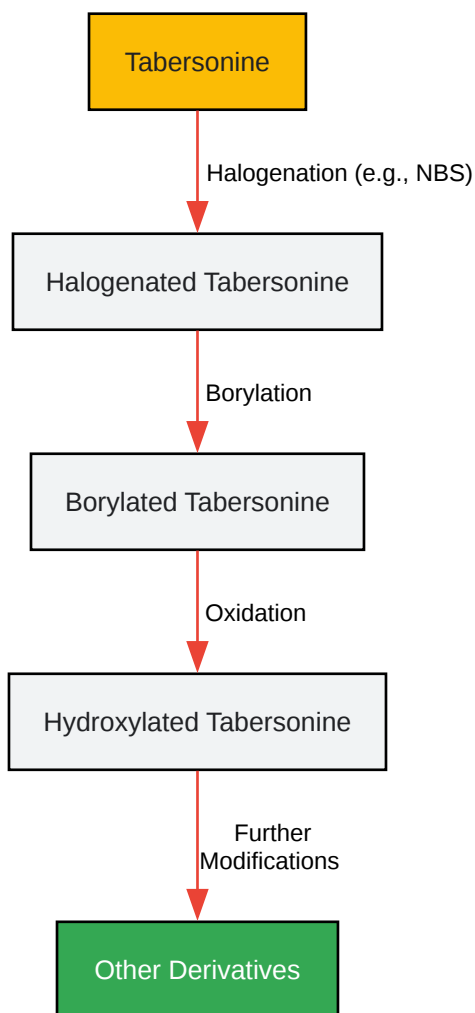 Tabersonine
Halogenation (e.g., NBS)
Halogenated Tabersonine
Borylation
Borylated Tabersonine
Oxidation
Hydroxylated Tabersonine
Further
Modifications
Other Derivatives